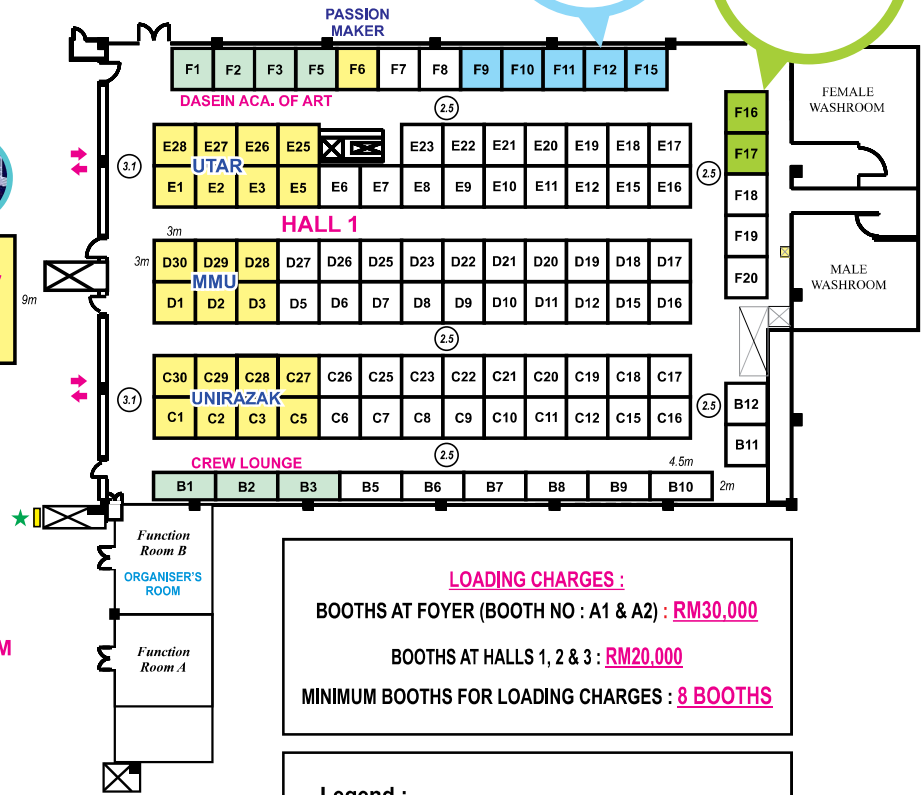 PASSION
MAKER
F1 F2 F3 F5 F6 F7 F8 F9 F10 F11 F12 F15
DASEIN ACA. OF ART
2.5
F16
F17
F18
F19
F20
FEMALE
WASHROOM
MALE
WASHROOM
3.1
E28 E27 E26 E25 E23 E22 E21 E20 E19 E18 E17
UTAR
E1 E2 E3 E5 E6 E7 E8 E9 E10 E11 E12 E15 E16
2.5
HALL 1
3m
3m
D30 D29 D28 D27 D26 D25 D23 D22 D21 D20 D19 D18 D17
MMU
D1 D2 D3 D5 D6 D7 D8 D9 D10 D11 D12 D15 D16
9m
2.5
C30 C29 C28 C27 C26 C25 C23 C22 C21 C20 C19 C18 C17
UNIRAZAK
3.1
C1 C2 C3 C5 C6 C7 C8 C9 C10 C11 C12 C15 C16
2.5
B12
B11
2.5
CREW LOUNGE
4.5m
B1 B2 B3 B5 B6 B7 B8 B9 B10
2m
Function
Room B
ORGANISER'S
ROOM
Function
Room A
M
LOADING CHARGES :
BOOTHS AT FOYER (BOOTH NO : A1 & A2) : RM30,000
BOOTHS AT HALLS 1, 2 & 3 : RM20,000
MINIMUM BOOTHS FOR LOADING CHARGES : 8 BOOTHS
Legend :